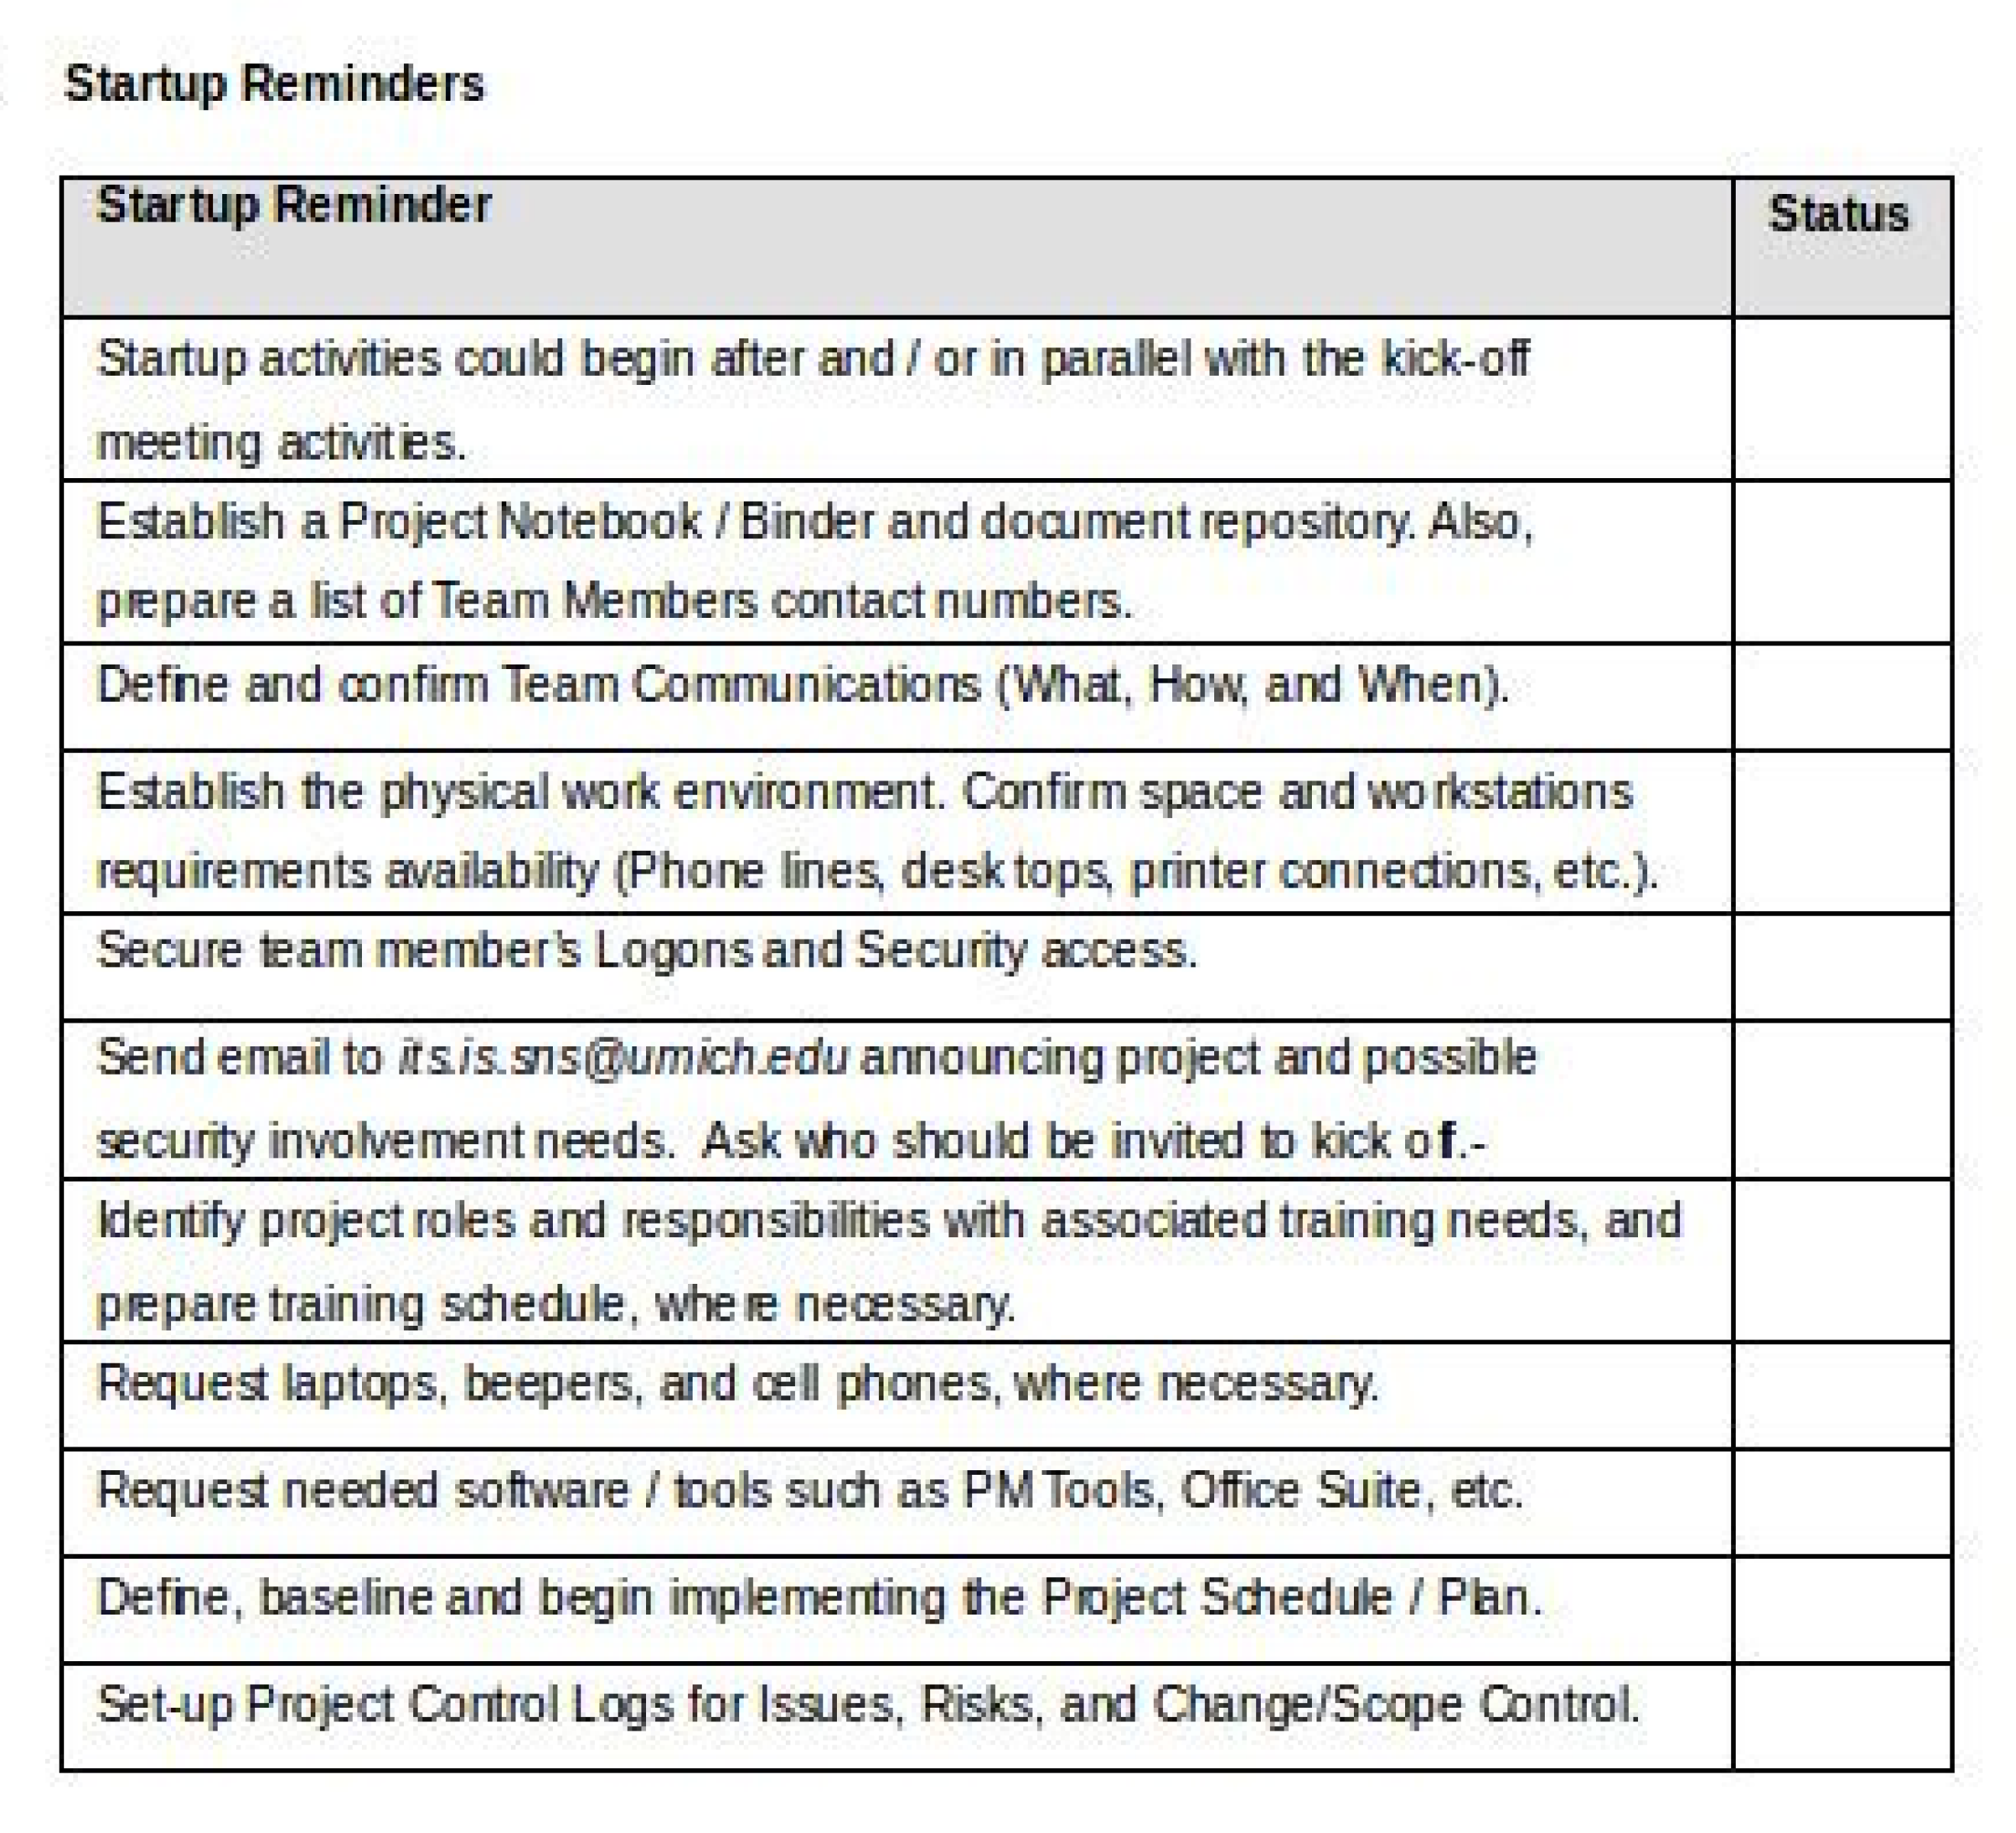 Startup Reminders
Startup Reminder
Status
Startup activities could begin after and / or in parallel with the kick-off
meeting activities.
Establish a Project Notebook / Binder and document repository. Also,
prepare a list of Team Members contact numbers.
Define and confirm Team Communications (What, How, and When).
Establish the physical work environment. Confirm space and workstations
requirements availability (Phone lines, desk tops, printer connections, etc.).
Secure team member’s Logons and Security access.
Send email to its.is.sns@umich.edu announcing project and possible
security involvement needs.  Ask who should be invited to kick of.-
Identify project roles and responsibilities with associated training needs, and
prepare training schedule, where necessary.
Request laptops, beepers, and cell phones, where necessary.
Request needed software / tools such as PM Tools, Office Suite, etc.
Define, baseline and begin implementing the Project Schedule / Plan.
Set-up Project Control Logs for Issues, Risks, and Change/Scope Control.